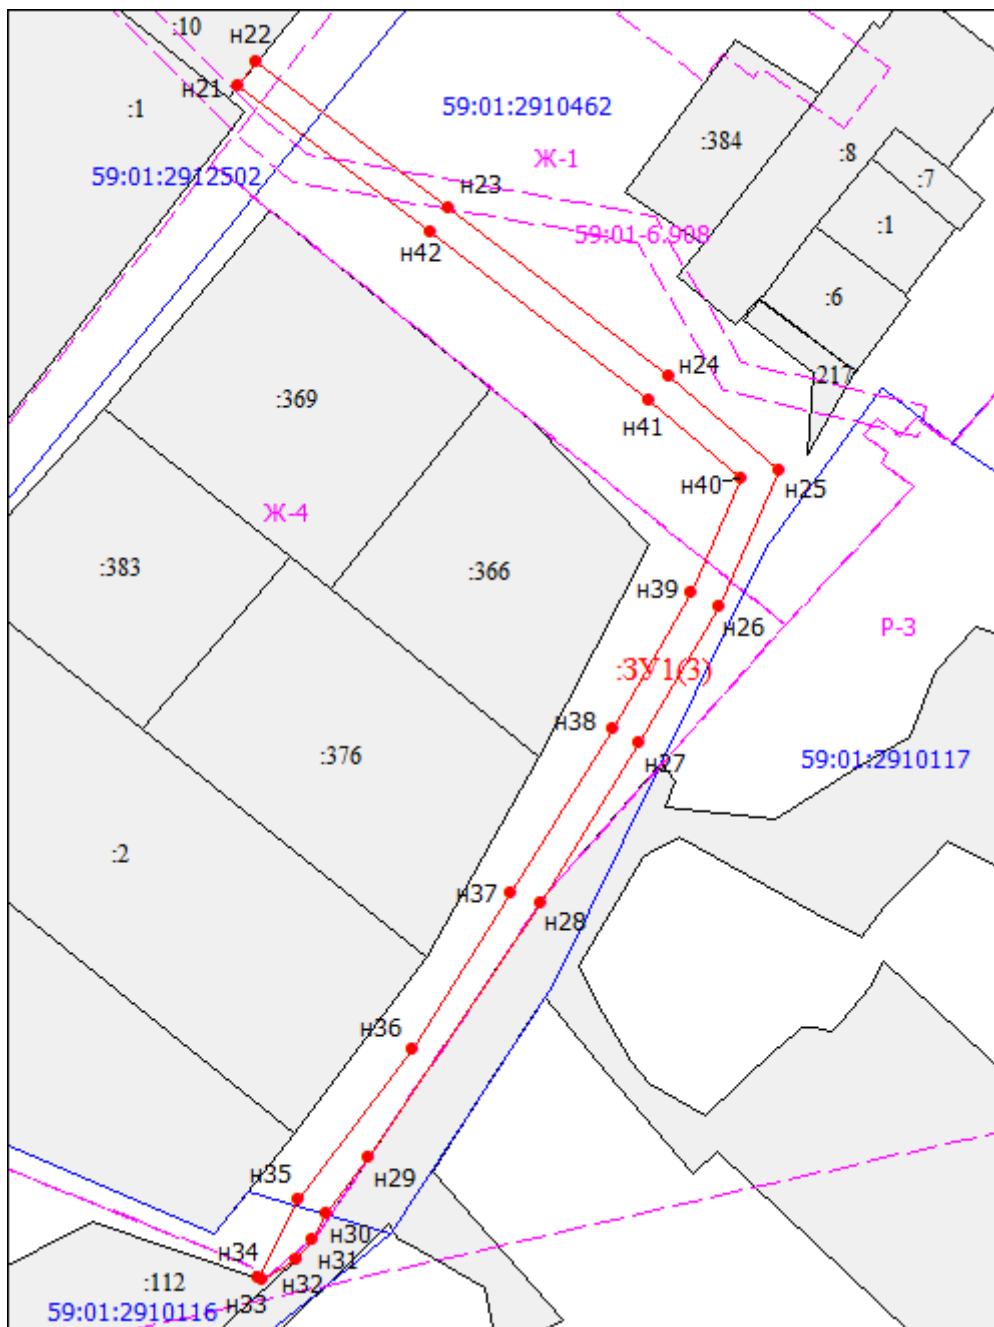 :10
н22
н21
:1
59:01:2910462
:384
:8
Ж-1
:7
59:01:2912502
н23
:1
59:01-6.908
н42
:6
н24
:217
:369
н41
н40
н25
Ж-4
:383
:366
н39
н26
Р-3
:ЗУ1(3)
н38
:376
н27
59:01:2910117
:2
н37
н28
н36
н29
н35
н30
н31
н34
н32
:112
н33
59:01:2910116